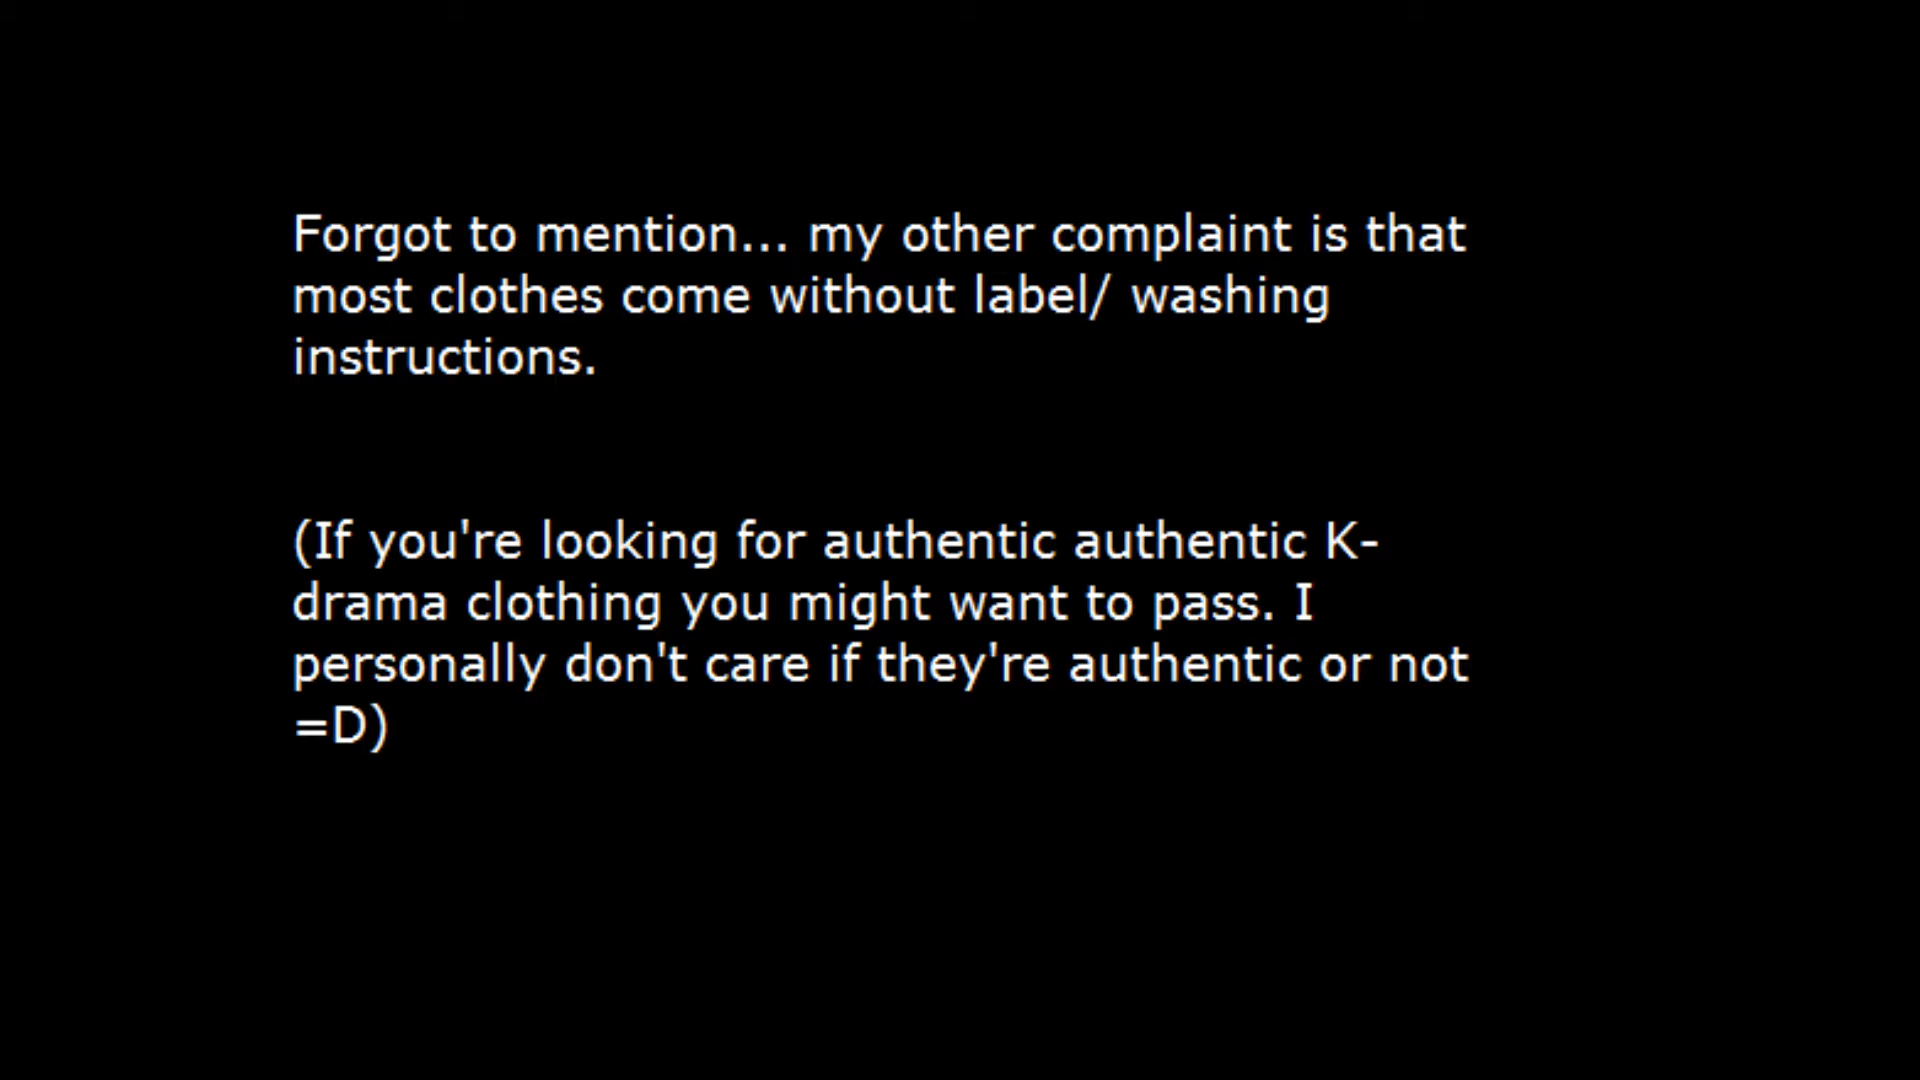 Forgot to mention... my other complaint is that
most clothes come without label/ washing
instructions.
(If you're looking for authentic authentic K-
drama clothing you might want to pass. I
personally don't care if they're authentic or not
=D)